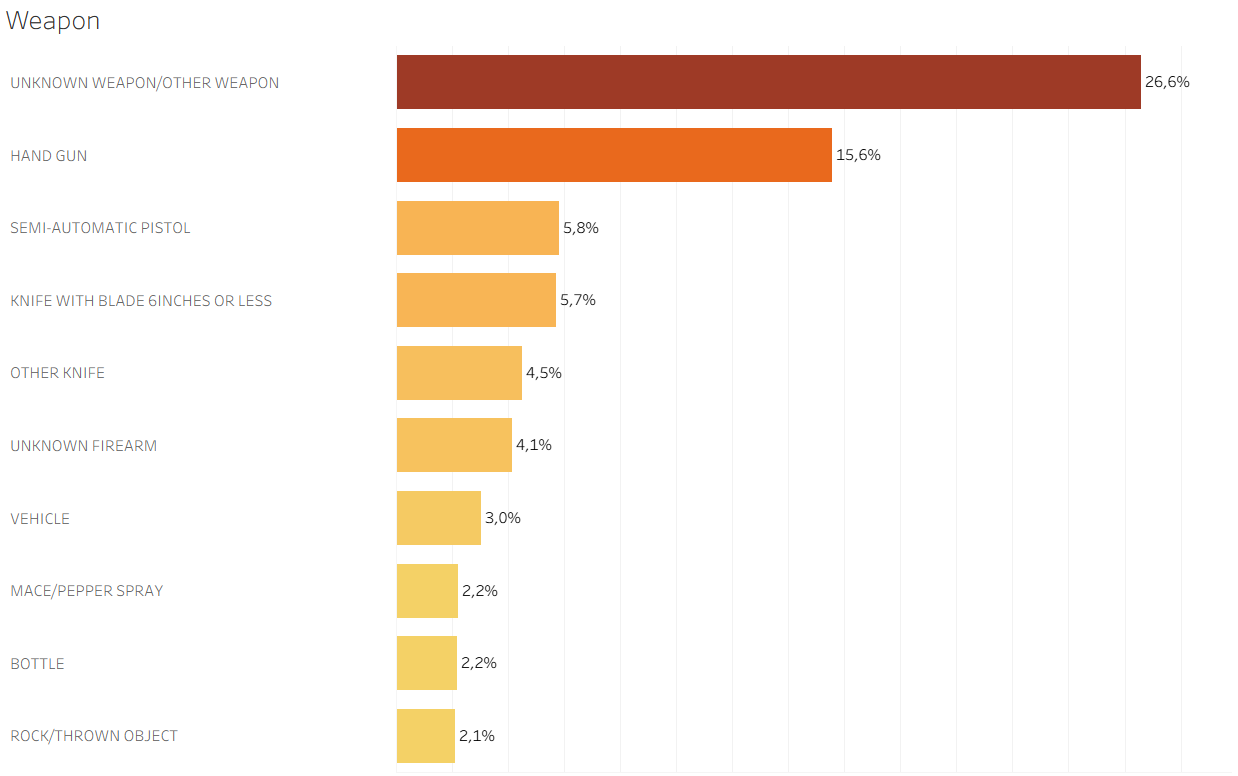 Weapon
UNKNOWN WEAPON/OTHER WEAPON 26,6%
HAND GUN 15,6%
SEMI-AUTOMATIC PISTOL 5,8%
KNIFE WITH BLADE 6INCHES OR LESS 5,7%
OTHER KNIFE 4,5%
UNKNOWN FIREARM 4,1%
VEHICLE 3,0%
MACE/PEPPER SPRAY 2,2%
BOTTLE 2,2%
ROCK/THROWN OBJECT 2,1%